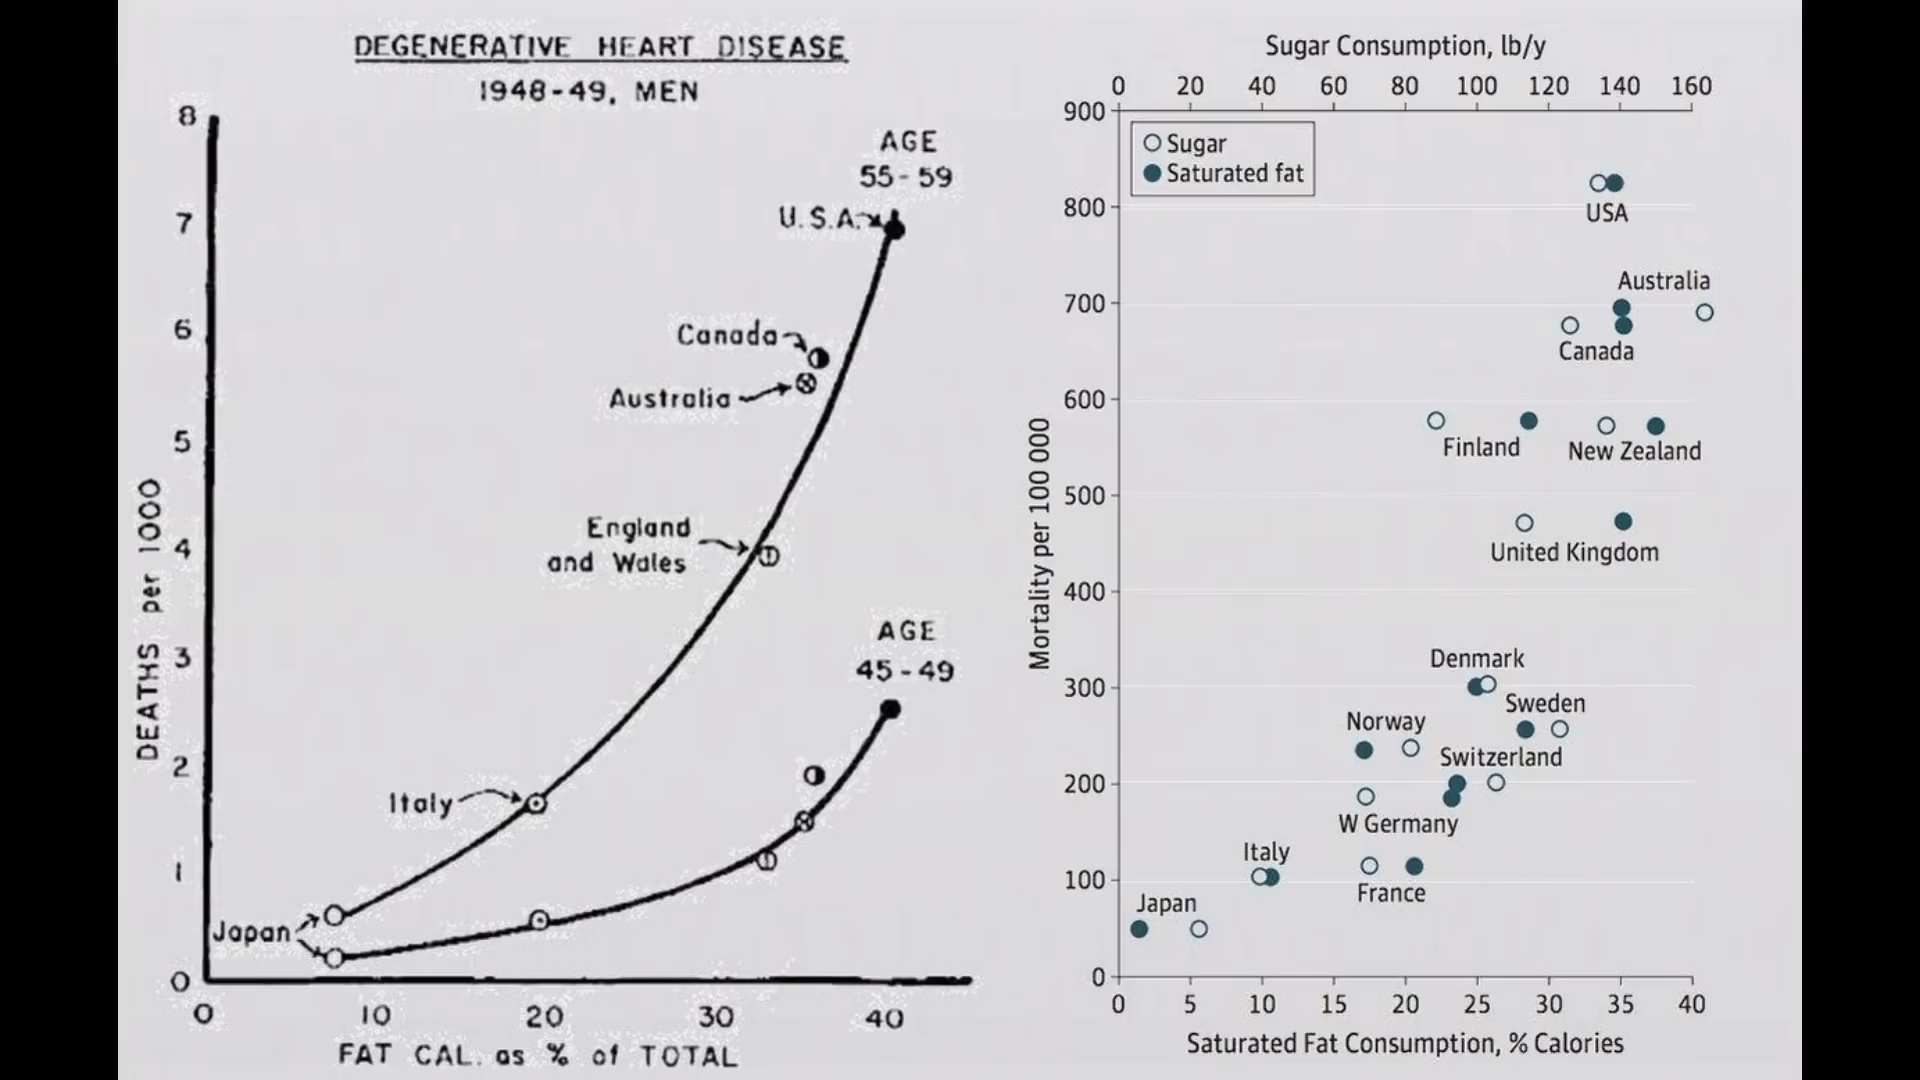 DEGENERATIVE HEART DISEASE
1948-49, MEN
8
7
6
5
4
3
2
1
0
DEATHS per 1000
AGE
55-59
U.S.A.
Canada
Australia
England
and Wales
AGE
45-49
Italy
Japan
0 10 20 30 40
FAT CAL. as % of TOTAL
Sugar Consumption, lb/y
0 20 40 60 80 100 120 140 160
900
800
700
600
500
400
300
200
100
0
Mortality per 100 000
Sugar
Saturated fat
USA
Australia
Canada
Finland
New Zealand
United Kingdom
Denmark
Sweden
Norway
Switzerland
W Germany
Italy
France
Japan
0 5 10 15 20 25 30 35 40
Saturated Fat Consumption, % Calories